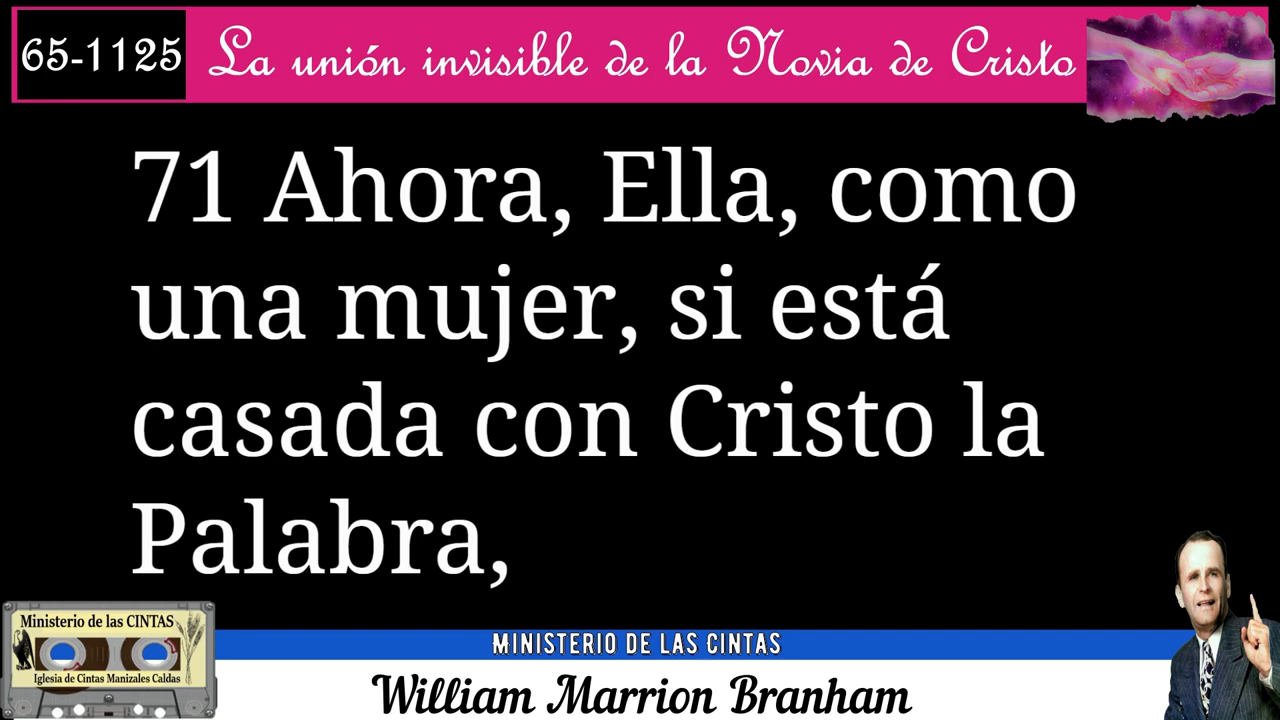 65-1125 La unión invisible de la Novia de Cristo
71 Ahora, Ella, como
una mujer, si está
casada con Cristo la
Palabra,
Ministerio de las CINTAS
Iglesia de Cintas Manizales Caldas
MINISTERIO DE LAS CINTAS
William Marrion Branham